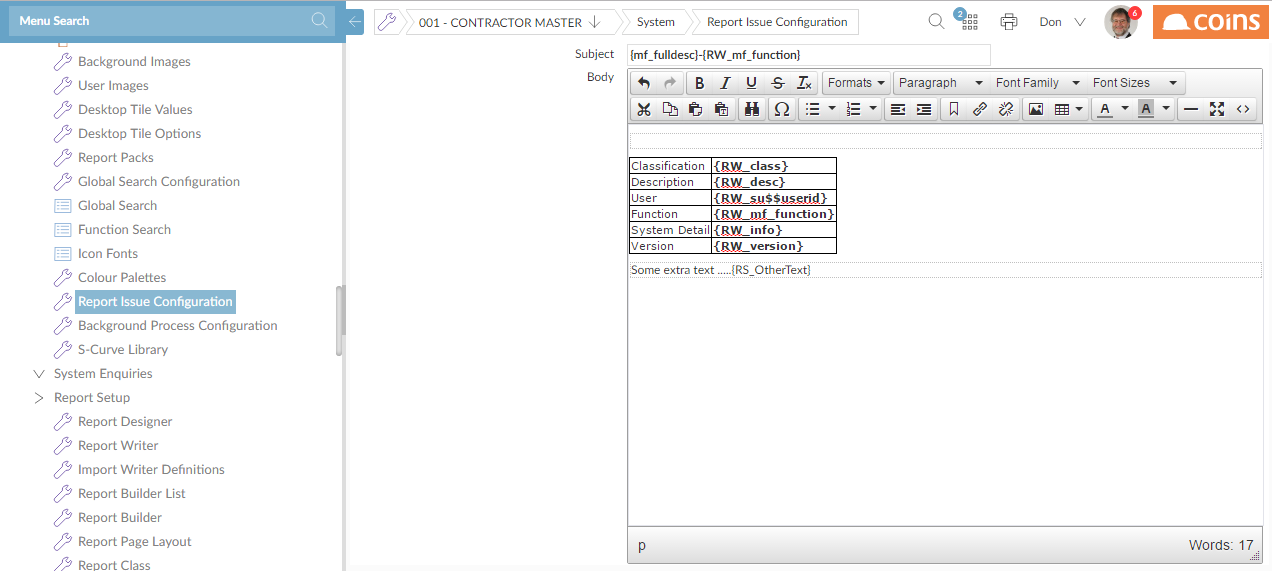 Menu Search
001 - CONTRACTOR MASTER
System
Report Issue Configuration
2
Don
6
coins
Background Images
User Images
Desktop Tile Values
Desktop Tile Options
Report Packs
Global Search Configuration
Global Search
Function Search
Icon Fonts
Colour Palettes
Report Issue Configuration
Background Process Configuration
S-Curve Library
System Enquiries
Report Setup
Report Designer
Report Writer
Import Writer Definitions
Report Builder List
Report Builder
Report Page Layout
Report Class
Subject {mf_fulldesc}-{RW_mf_function}
Body
B I U S Ix Formats Paragraph Font Family Font Sizes
Ω A A
Classification {RW_class}
Description {RW_desc}
User {RW_su$$userid}
Function {RW_mf_function}
System Detail {RW_info}
Version {RW_version}
Some extra text .....{RS_OtherText}
p Words: 17